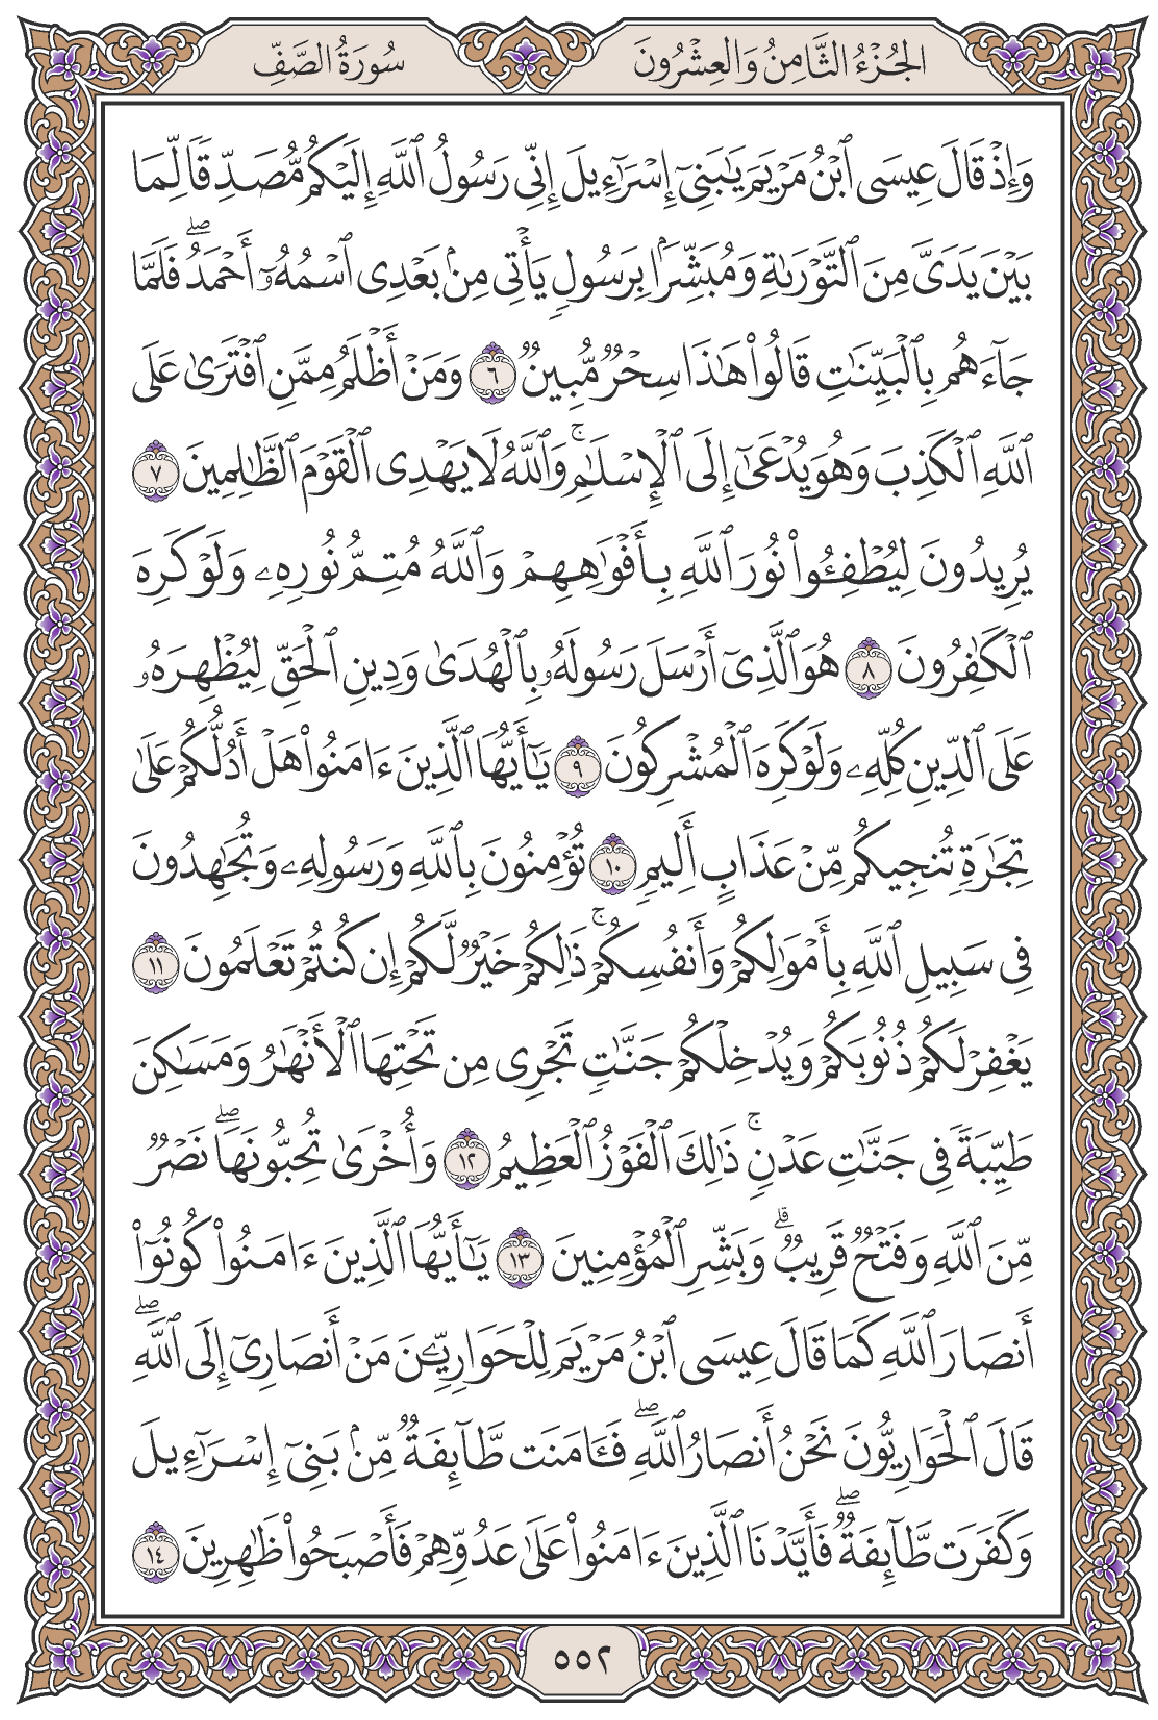 الجُزْءُ الثَّامِنُ وَالعِشْرُونَ
سُورَةُ الصَّفِّ
وَإِذْ قَالَ عِيسَى ٱبْنُ مَرْيَمَ يَٰبَنِىٓ إِسْرَٰٓءِيلَ إِنِّى رَسُولُ ٱللَّهِ إِلَيْكُم مُّصَدِّقًا لِّمَا
بَيْنَ يَدَىَّ مِنَ ٱلتَّوْرَىٰةِ وَمُبَشِّرًۢا بِرَسُولٍ يَأْتِى مِنۢ بَعْدِى ٱسْمُهُۥٓ أَحْمَدُ ۖ فَلَمَّا
جَآءَهُم بِٱلْبَيِّنَٰتِ قَالُوا۟ هَٰذَا سِحْرٌ مُّبِينٌ ٦ وَمَنْ أَظْلَمُ مِمَّنِ ٱفْتَرَىٰ عَلَى
ٱللَّهِ ٱلْكَذِبَ وَهُوَ يُدْعَىٰٓ إِلَى ٱلْإِسْلَٰمِ ۚ وَٱللَّهُ لَا يَهْدِى ٱلْقَوْمَ ٱلظَّٰلِمِينَ ٧
يُرِيدُونَ لِيُطْفِـُٔوا۟ نُورَ ٱللَّهِ بِأَفْوَٰهِهِمْ وَٱللَّهُ مُتِمُّ نُورِهِۦ وَلَوْ كَرِهَ
ٱلْكَٰفِرُونَ ٨ هُوَ ٱلَّذِىٓ أَرْسَلَ رَسُولَهُۥ بِٱلْهُدَىٰ وَدِينِ ٱلْحَقِّ لِيُظْهِرَهُۥ
عَلَى ٱلدِّينِ كُلِّهِۦ وَلَوْ كَرِهَ ٱلْمُشْرِكُونَ ٩ يَٰٓأَيُّهَا ٱلَّذِينَ ءَامَنُوا۟ هَلْ أَدُلُّكُمْ عَلَىٰ
تِجَٰرَةٍ تُنجِيكُم مِّنْ عَذَابٍ أَلِيمٍ ١٠ تُؤْمِنُونَ بِٱللَّهِ وَرَسُولِهِۦ وَتُجَٰهِدُونَ
فِى سَبِيلِ ٱللَّهِ بِأَمْوَٰلِكُمْ وَأَنفُسِكُمْ ۚ ذَٰلِكُمْ خَيْرٌ لَّكُمْ إِن كُنتُمْ تَعْلَمُونَ ١١
يَغْفِرْ لَكُمْ ذُنُوبَكُمْ وَيُدْخِلْكُمْ جَنَّٰتٍ تَجْرِى مِن تَحْتِهَا ٱلْأَنْهَٰرُ وَمَسَٰكِنَ
طَيِّبَةً فِى جَنَّٰتِ عَدْنٍ ۚ ذَٰلِكَ ٱلْفَوْزُ ٱلْعَظِيمُ ١٢ وَأُخْرَىٰ تُحِبُّونَهَا ۖ نَصْرٌ
مِّنَ ٱللَّهِ وَفَتْحٌ قَرِيبٌ ۗ وَبَشِّرِ ٱلْمُؤْمِنِينَ ١٣ يَٰٓأَيُّهَا ٱلَّذِينَ ءَامَنُوا۟ كُونُوٓا۟
أَنصَارَ ٱللَّهِ كَمَا قَالَ عِيسَى ٱبْنُ مَرْيَمَ لِلْحَوَارِيِّـۧنَ مَنْ أَنصَارِىٓ إِلَى ٱللَّهِ ۖ
قَالَ ٱلْحَوَارِيُّونَ نَحْنُ أَنصَارُ ٱللَّهِ ۖ فَـَٔامَنَت طَّآئِفَةٌ مِّنۢ بَنِىٓ إِسْرَٰٓءِيلَ
وَكَفَرَت طَّآئِفَةٌ ۖ فَأَيَّدْنَا ٱلَّذِينَ ءَامَنُوا۟ عَلَىٰ عَدُوِّهِمْ فَأَصْبَحُوا۟ ظَٰهِرِينَ ١٤
٥٥٢